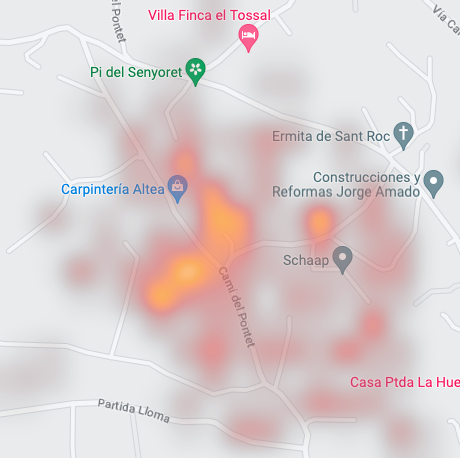 Villa Finca el Tossal
el Pontet
Via Ca
Pi del Senyoret
Ermita de Sant Roc
Construcciones y
Reformas Jorge Amado
Carpintería Altea
Schaap
Camí del Pontet
Casa Ptda La Hue
Partida Lloma